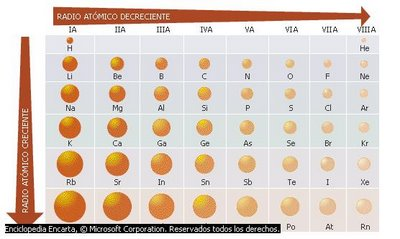 RADIO ATÓMICO DECRECIENTE
IA IIA IIIA IVA VA VIA VIIA VIIIA
RADIO ATÓMICO CRECIENTE
H He
Li Be B C N O F Ne
Na Mg Al Si P S Cl Ar
K Ca Ga Ge As Se Br Kr
Rb Sr In Sn Sb Te I Xe
Po At Rn
Enciclopedia Encarta, © Microsoft Corporation. Reservados todos los derechos.